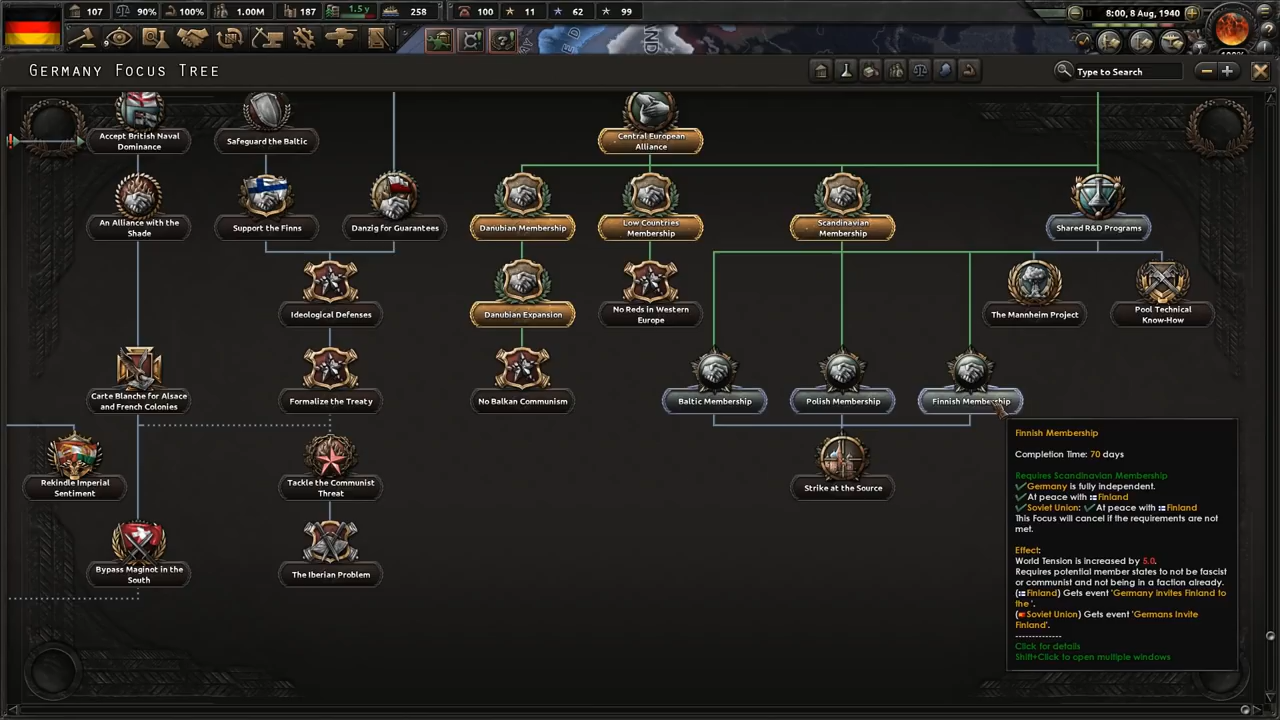 107 90% 100% 1.00M 187 1.5 y 258 100 11 62 99 8:00, 8 Aug, 1940
9
100%
GERMANY FOCUS TREE
Type to Search
Accept British Naval
Dominance
Safeguard the Baltic
Central European
Alliance
An Alliance with the
Shade
Support the Finns
Danzig for Guarantees
Danubian Membership
Low Countries
Membership
Scandinavian
Membership
Shared R&D Programs
Ideological Defenses
Danubian Expansion
No Reds in Western
Europe
The Mannheim Project
Pool Technical
Know-How
Carte Blanche for Alsace
and French Colonies
Formalize the Treaty
No Balkan Communism
Baltic Membership
Polish Membership
Finnish Membership
Rekindle Imperial
Sentiment
Tackle the Communist
Threat
Strike at the Source
Bypass Maginot in the
South
The Iberian Problem
Finnish Membership
Completion Time: 70 days
Requires Scandinavian Membership
Germany is fully independent.
At peace with Finland
Soviet Union: At peace with Finland
This Focus will cancel if the requirements are not
met.
Effect:
World Tension is increased by 5.0.
Requires potential member states to not be fascist
or communist and not being in a faction already.
(Finland) Gets event 'Germany invites Finland to
the '.
(Soviet Union) Gets event 'Germans Invite
Finland'.
--------------
Click for details
Shift+Click to open multiple windows